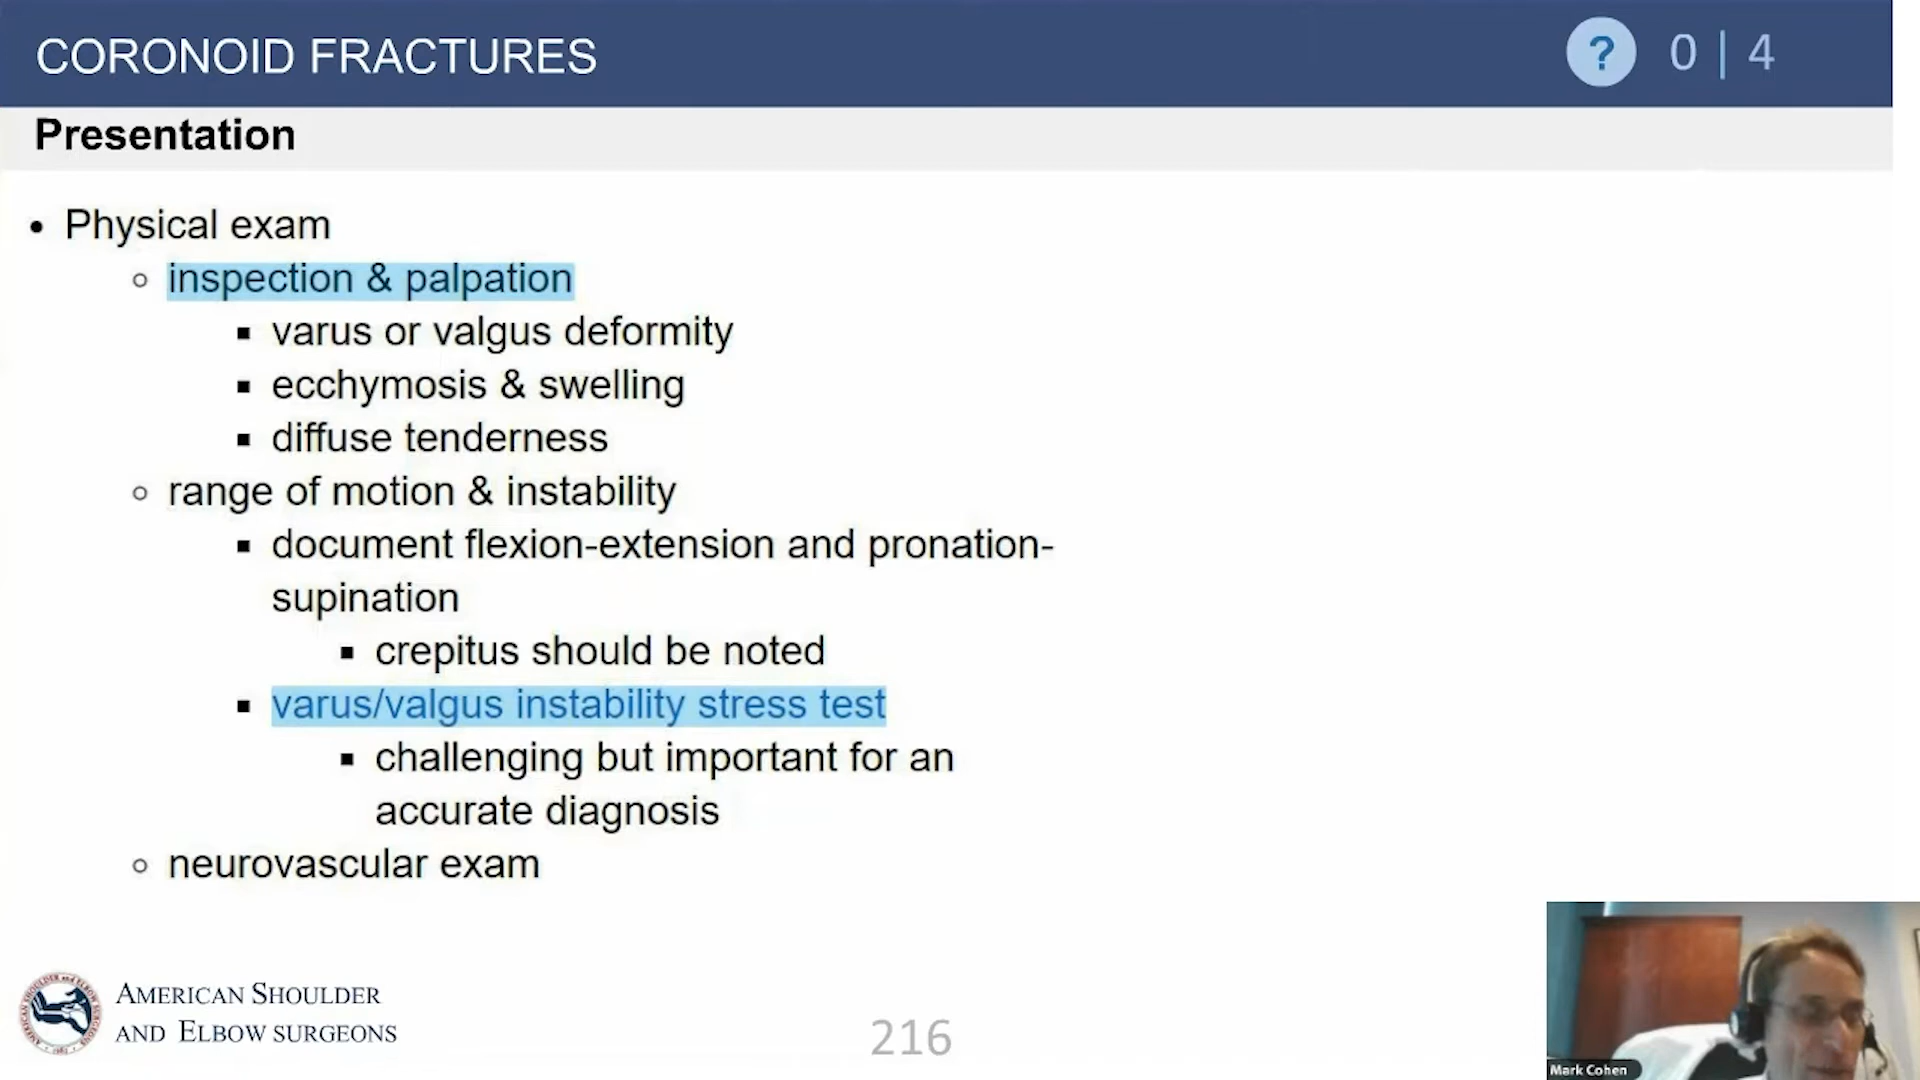 CORONOID FRACTURES
? 0 | 4
Presentation
• Physical exam
inspection & palpation
varus or valgus deformity
ecchymosis & swelling
diffuse tenderness
range of motion & instability
document flexion-extension and pronation-
supination
crepitus should be noted
varus/valgus instability stress test
challenging but important for an
accurate diagnosis
neurovascular exam
AMERICAN SHOULDER
AND ELBOW SURGEONS
216
Mark Cohen